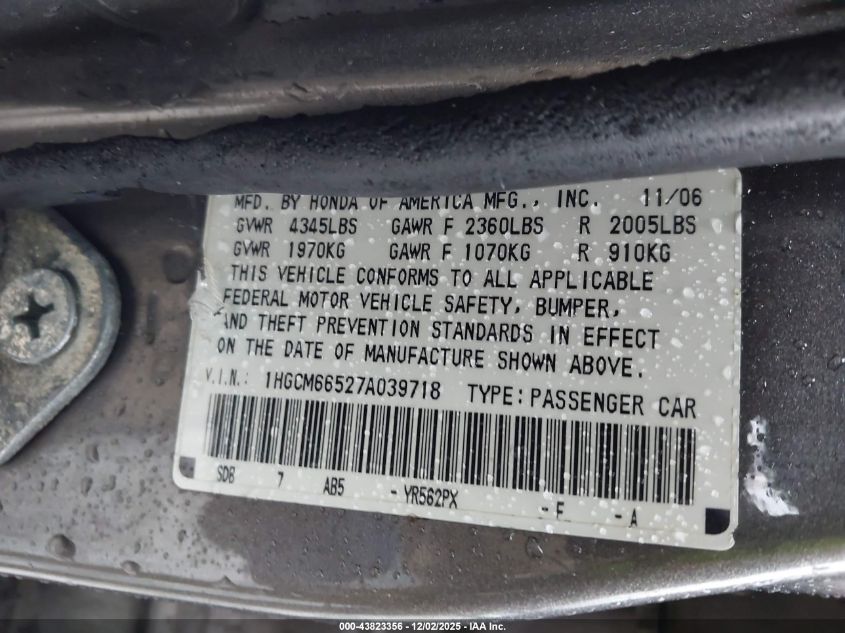 MFD. BY HONDA OF AMERICA MFG., INC. 11/06
GVWR 4345LBS GAWR F 2360LBS R 2005LBS
GVWR 1970KG GAWR F 1070KG R 910KG
THIS VEHICLE CONFORMS TO ALL APPLICABLE
FEDERAL MOTOR VEHICLE SAFETY, BUMPER,
AND THEFT PREVENTION STANDARDS IN EFFECT
ON THE DATE OF MANUFACTURE SHOWN ABOVE.
V.I.N.: 1HGCM66527A039718 TYPE: PASSENGER CAR
SDB 7 AB5 - YR562PX - E - A
000-43823356 - 12/02/2025 - IAA Inc.